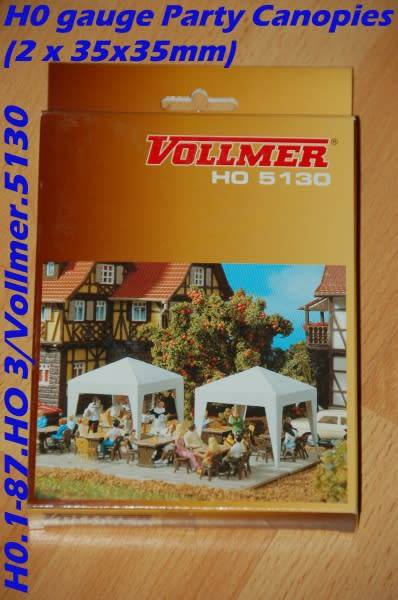 H0 gauge Party Canopies
(2 x 35x35mm)
VOLLMER®
HO 5130
H0.1-87.HO 3/Vollmer.5130